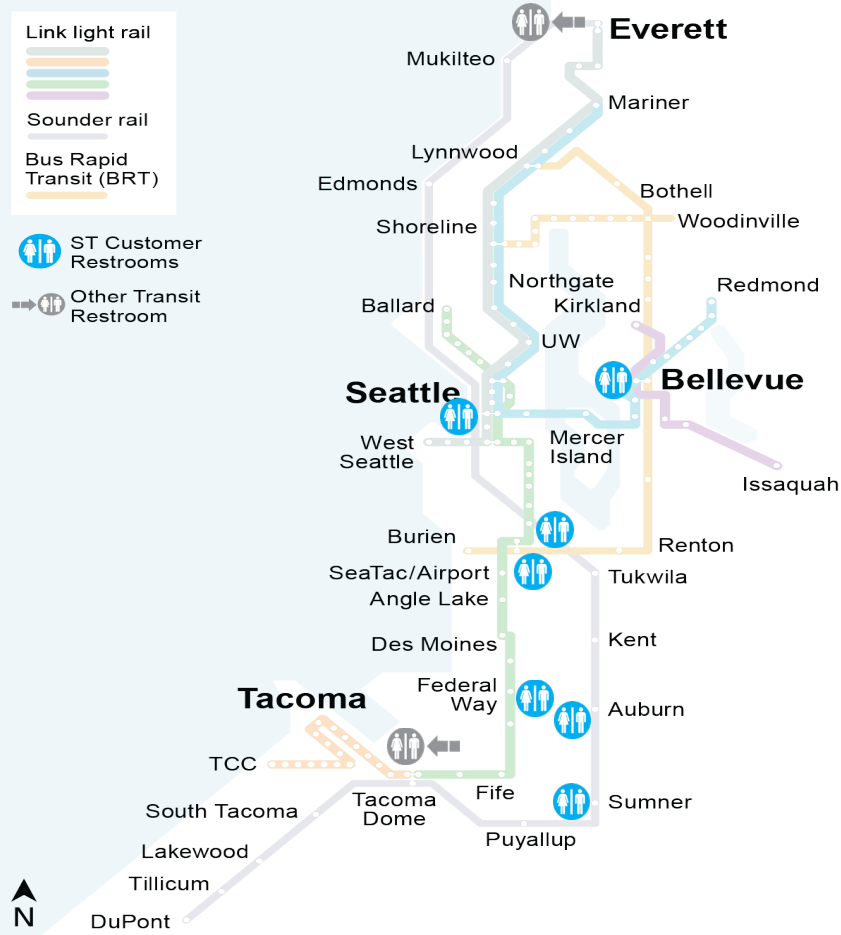 Link light rail
Sounder rail
Bus Rapid
Transit (BRT)
ST Customer
Restrooms
Other Transit
Restroom
Everett
Mukilteo
Mariner
Lynnwood
Edmonds
Bothell
Woodinville
Shoreline
Northgate
Kirkland
Redmond
Ballard
UW
Seattle
Bellevue
West
Seattle
Mercer
Island
Issaquah
Burien
Renton
SeaTac/Airport
Tukwila
Angle Lake
Des Moines
Kent
Federal
Way
Auburn
Tacoma
TCC
Tacoma
Dome
Fife
Sumner
South Tacoma
Puyallup
Lakewood
Tillicum
DuPont
N